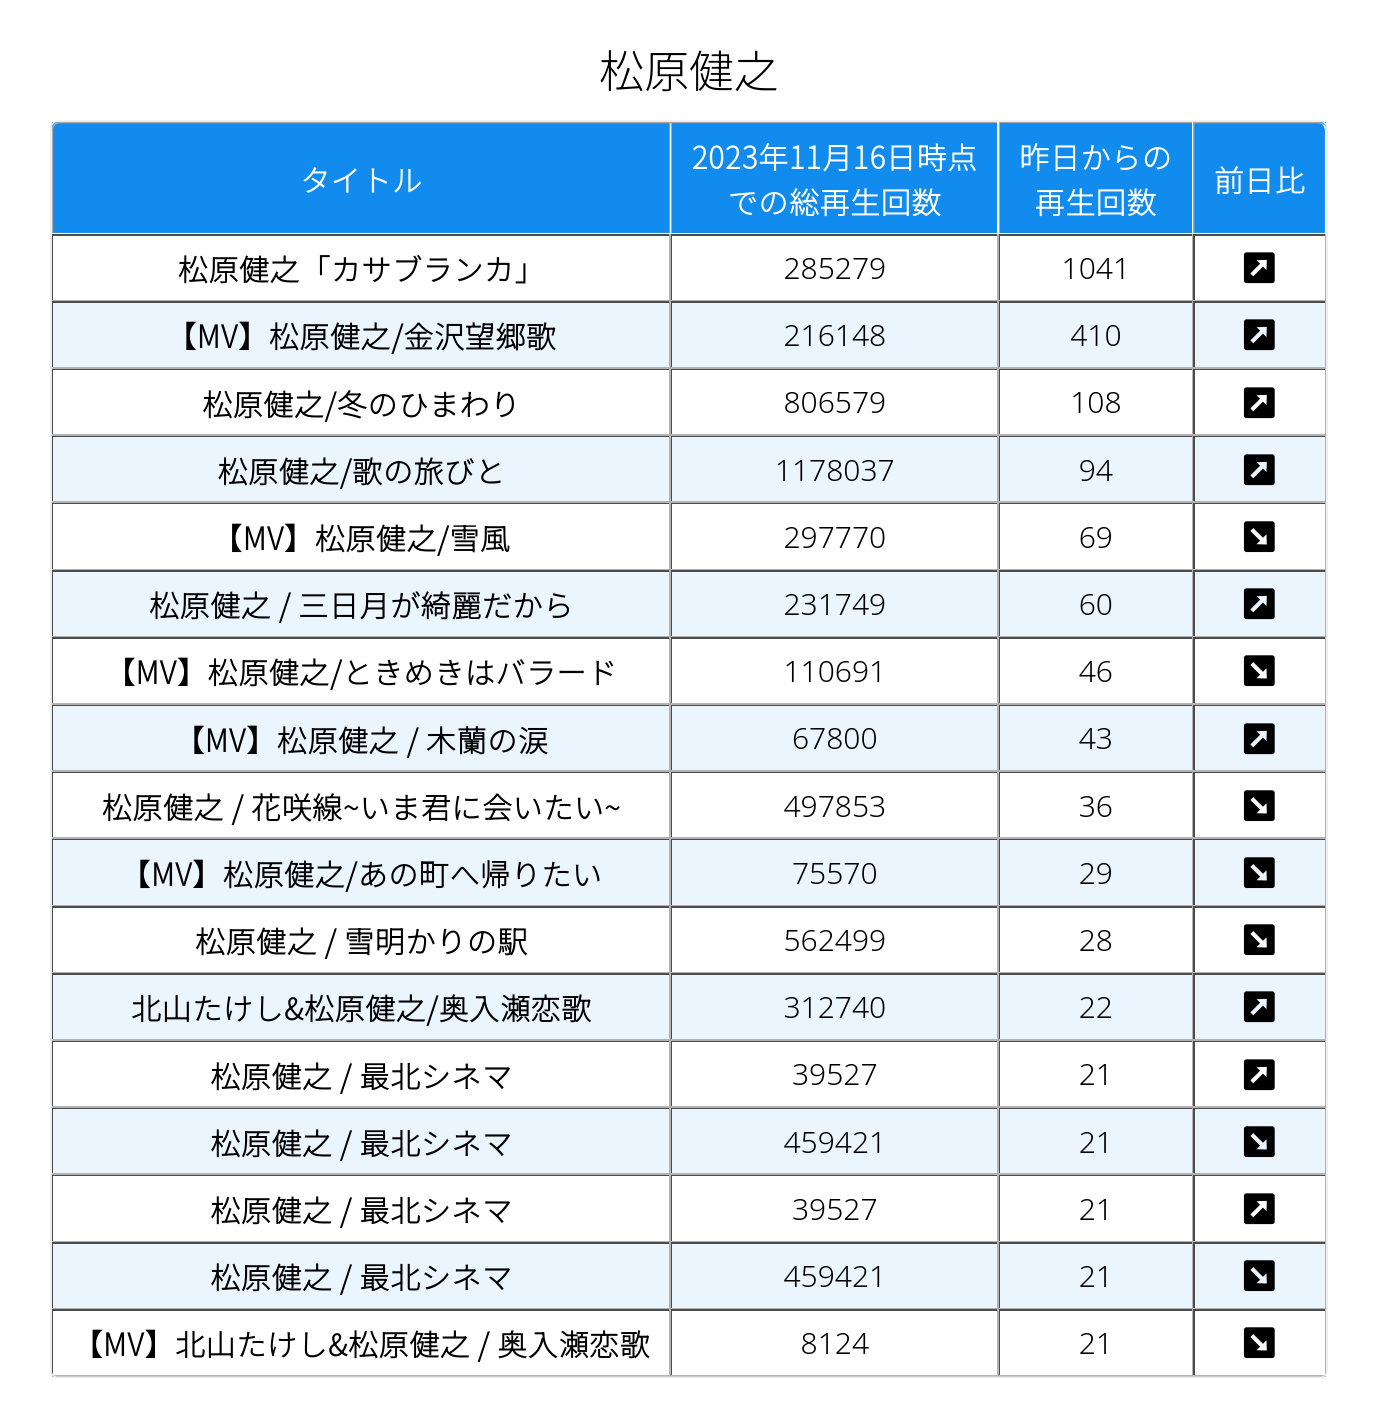 松原健之
タイトル
2023年11月16日時点
での総再生回数
昨日からの
再生回数
前日比
松原健之「カサブランカ」 285279 1041
【MV】松原健之/金沢望郷歌 216148 410
松原健之/冬のひまわり 806579 108
松原健之/歌の旅びと 1178037 94
【MV】松原健之/雪風 297770 69
松原健之 / 三日月が綺麗だから 231749 60
【MV】松原健之/ときめきはバラード 110691 46
【MV】松原健之 / 木蘭の涙 67800 43
松原健之 / 花咲線~いま君に会いたい~ 497853 36
【MV】松原健之/あの町へ帰りたい 75570 29
松原健之 / 雪明かりの駅 562499 28
北山たけし&松原健之/奥入瀬恋歌 312740 22
松原健之 / 最北シネマ 39527 21
松原健之 / 最北シネマ 459421 21
松原健之 / 最北シネマ 39527 21
松原健之 / 最北シネマ 459421 21
【MV】北山たけし&松原健之 / 奥入瀬恋歌 8124 21